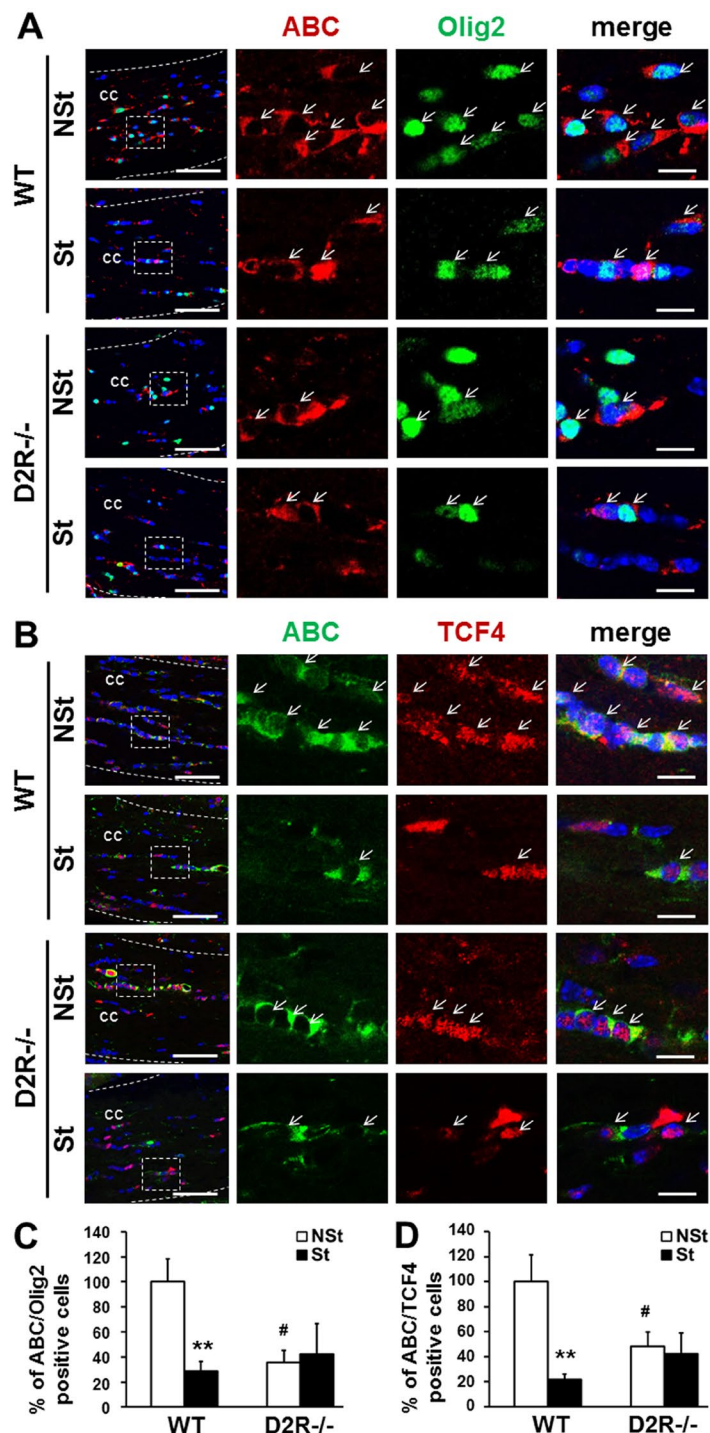 A
ABC Olig2 merge
WT
NSt
cc
St
cc
D2R-/-
NSt
cc
St
cc
B
ABC TCF4 merge
WT
NSt
cc
St
cc
D2R-/-
NSt
cc
St
cc
C
% of ABC/Olig2
positive cells
140
120
100
80
60
40
20
0
NSt
St
**
#
WT D2R-/-
D
% of ABC/TCF4
positive cells
140
120
100
80
60
40
20
0
NSt
St
**
#
WT D2R-/-